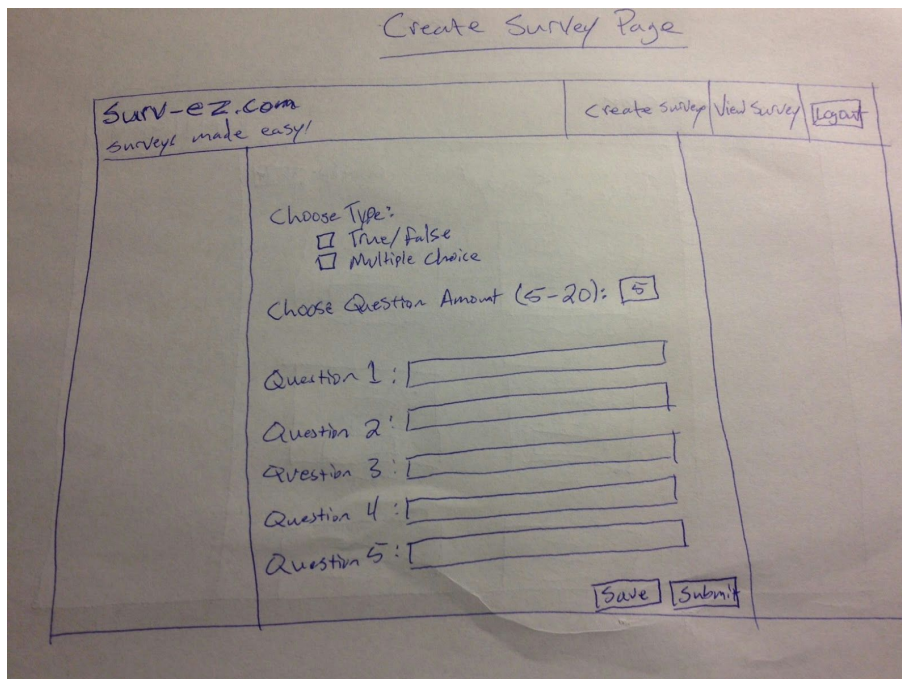 Create Survey Page
Surv-ez.com
Surveys made easy!
Create Survey
View Survey
Logout
Choose Type:
True/False
Multiple Choice
Choose Question Amount (5-20): 5
Question 1:
Question 2:
Question 3:
Question 4:
Question 5:
Save
Submit